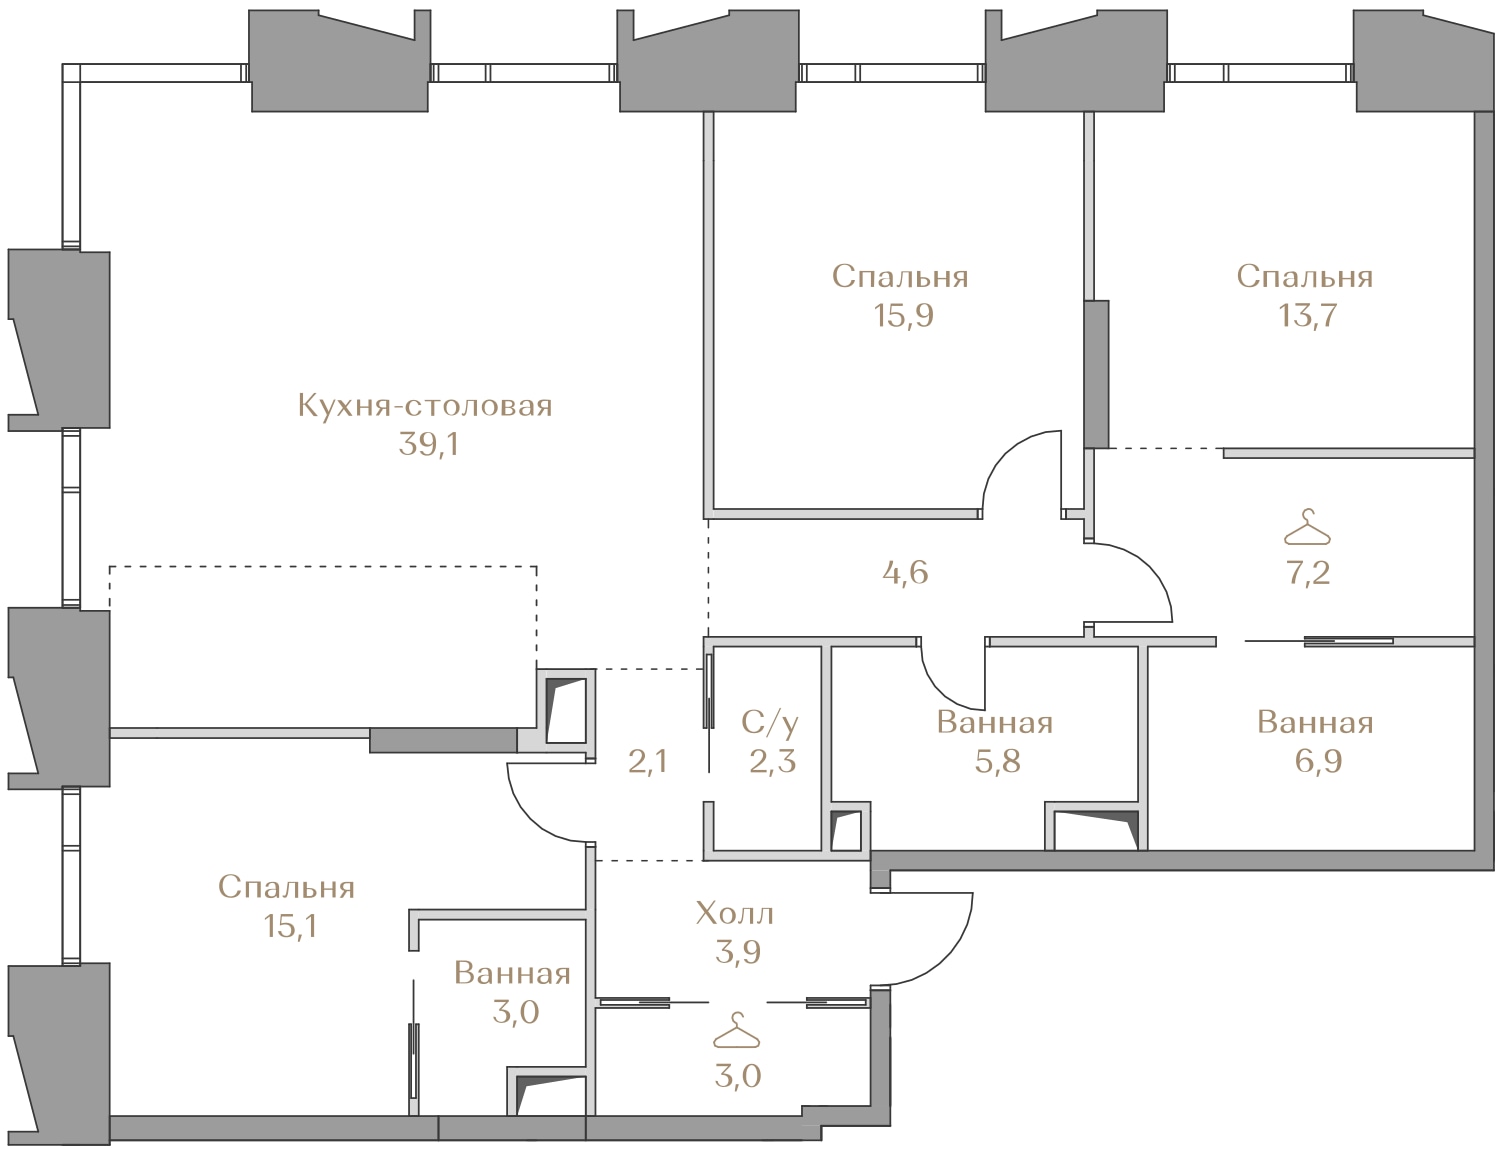 Спальня
15,9
Спальня
13,7
Кухня-столовая
39,1
4,6
7,2
2,1
С/у
2,3
Ванная
5,8
Ванная
6,9
Спальня
15,1
Холл
3,9
Ванная
3,0
3,0